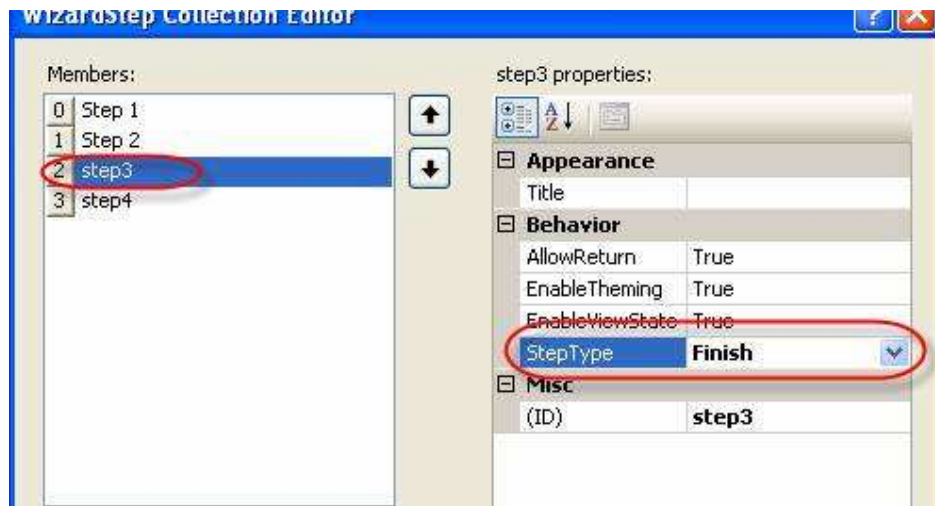 WizardStep Collection Editor
Members:
0 Step 1
1 Step 2
2 step3
3 step4
step3 properties:
Appearance
Title
Behavior
AllowReturn True
EnableTheming True
EnableViewState True
StepType Finish
Misc
(ID) step3